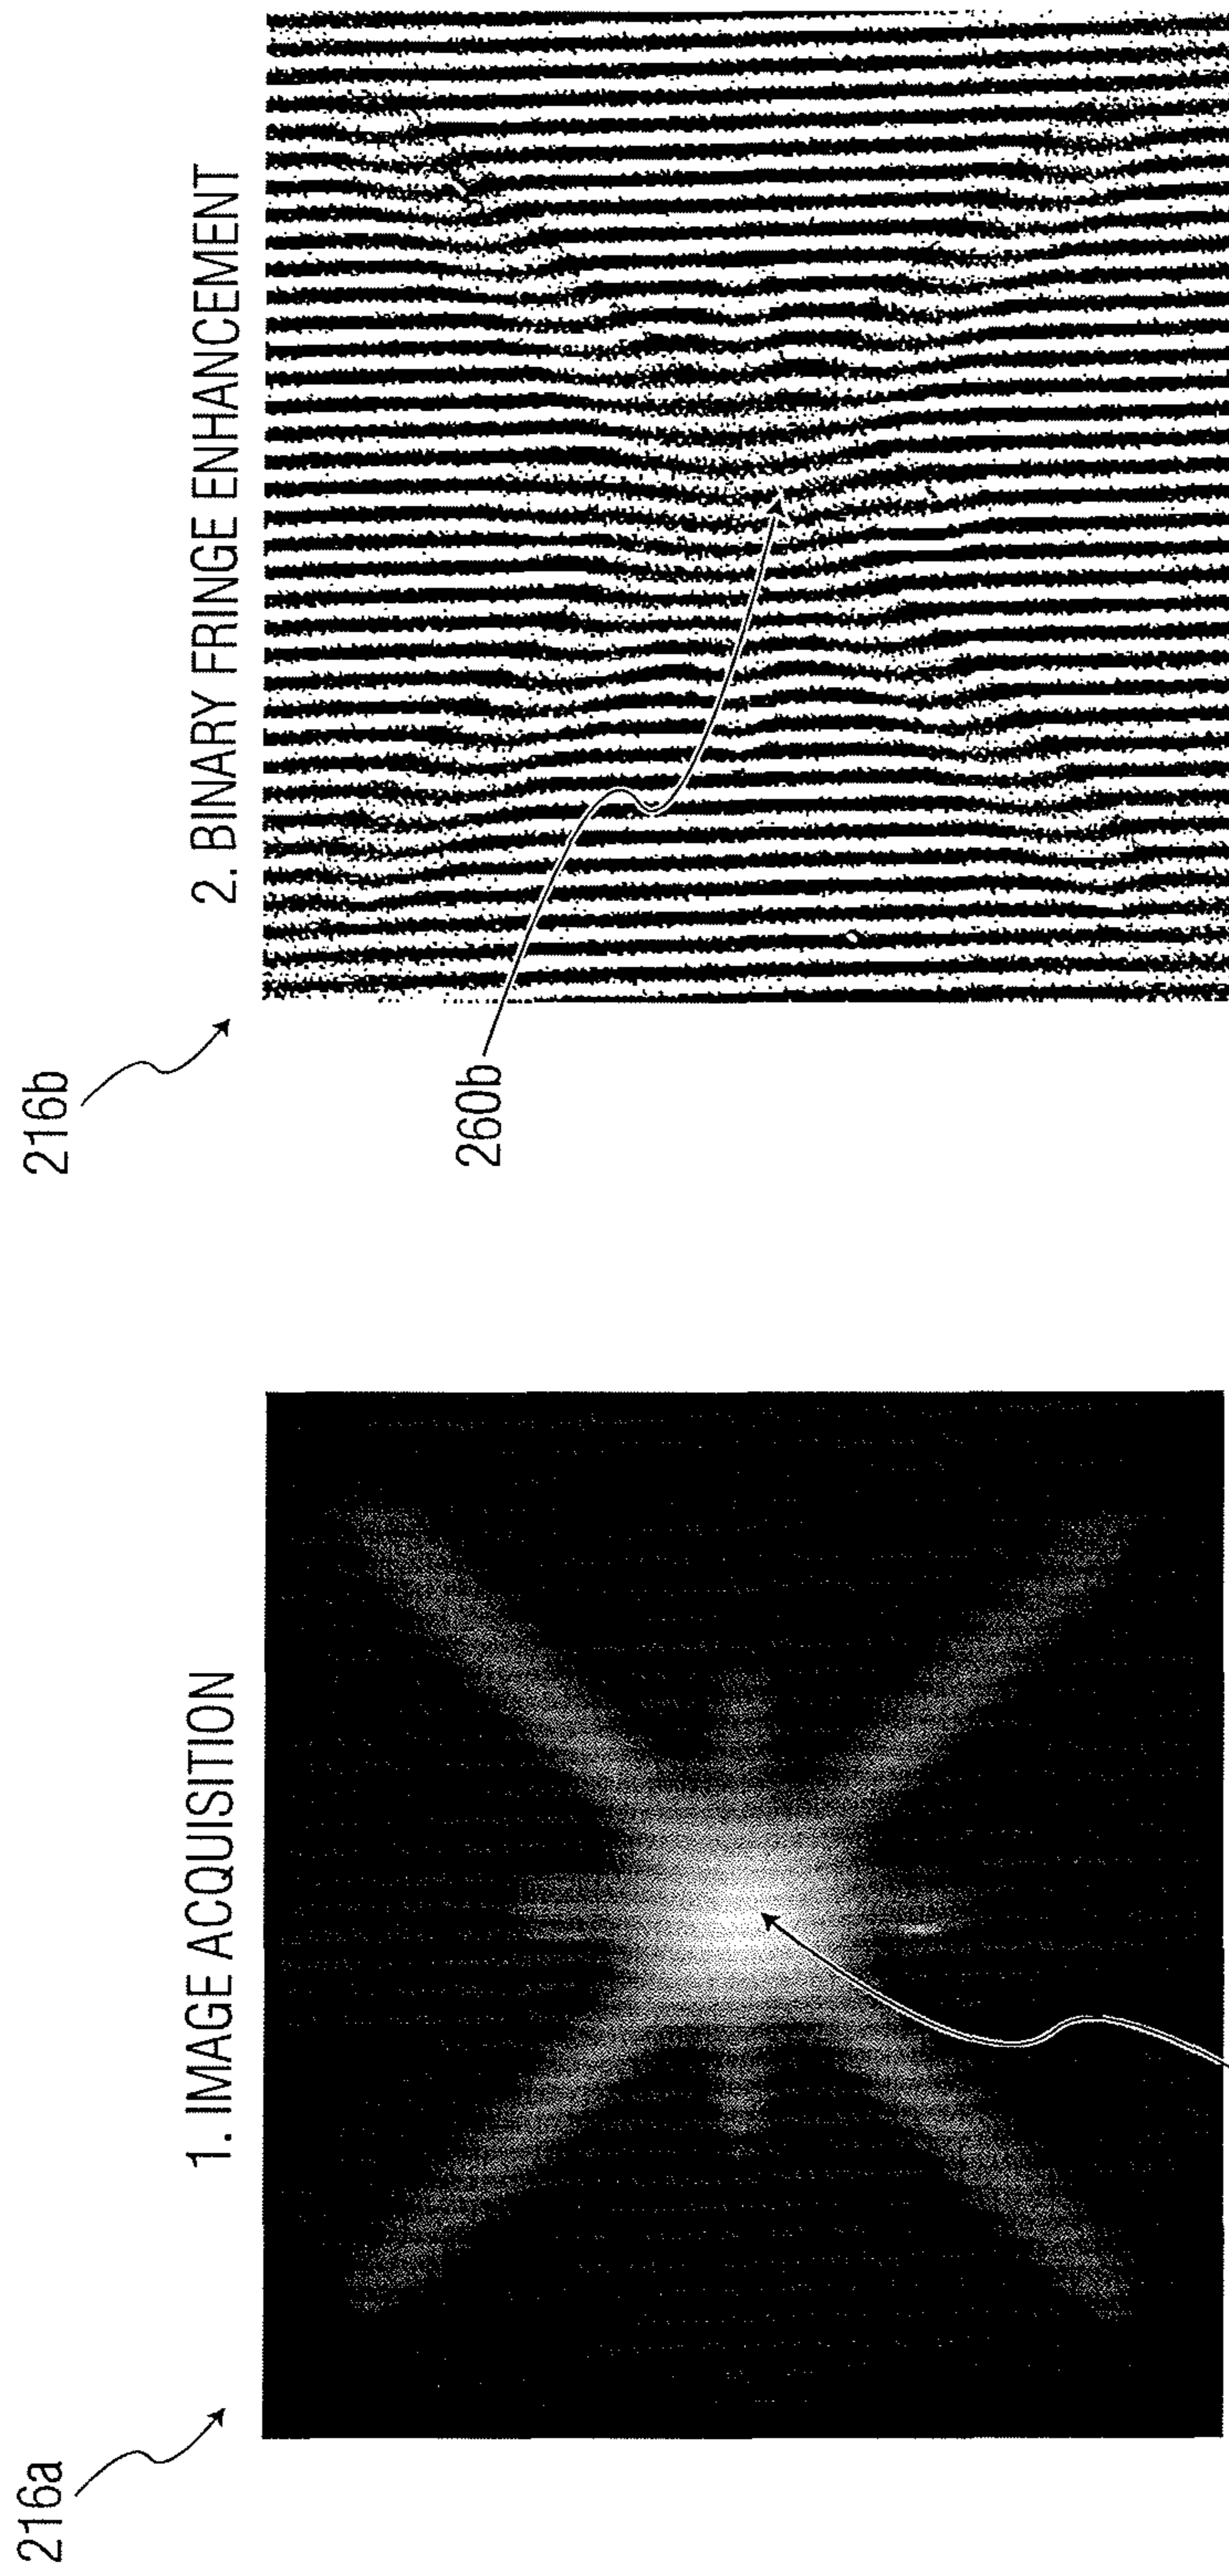 216a
1. IMAGE ACQUISITION
216b
2. BINARY FRINGE ENHANCEMENT
260b